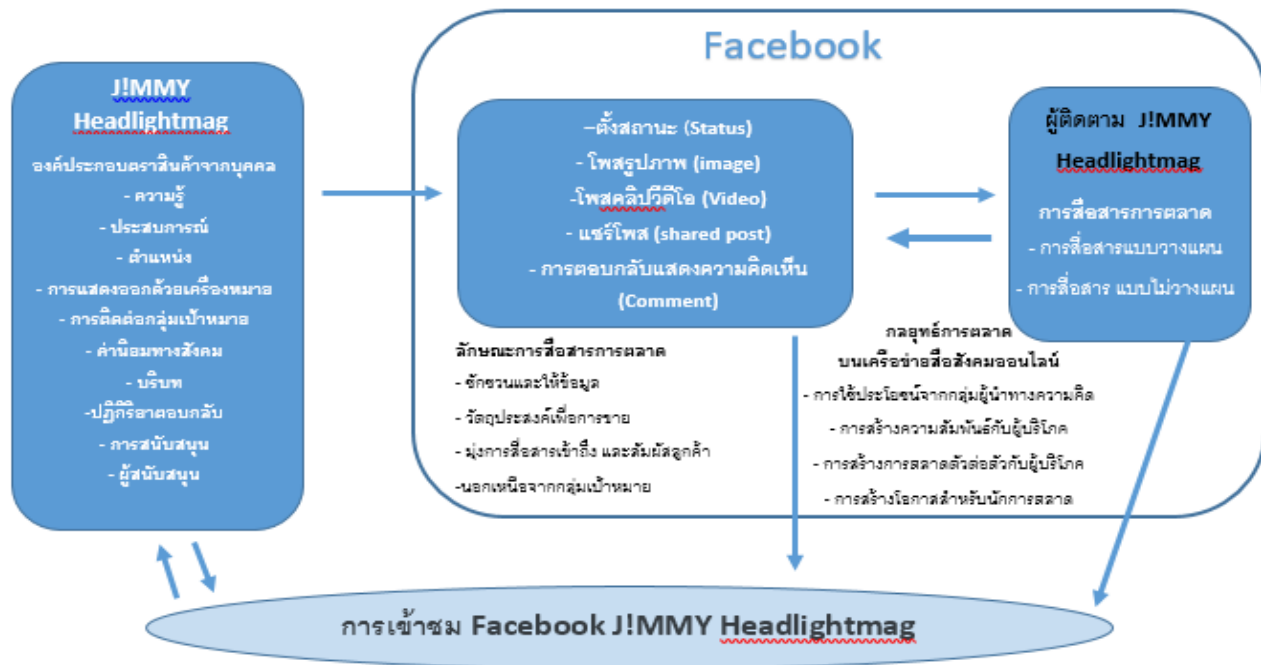 Facebook
J!MMY
Headlightmag
องค์ประกอบตราสินค้าจากบุคคล
- ความรู้
- ประสบการณ์
- ตำแหน่ง
- การแสดงออกด้วยเครื่องหมาย
- การติดต่อกลุ่มเป้าหมาย
- ค่านิยมทางสังคม
- บริบท
-ปฏิกิริยาตอบกลับ
- การสนับสนุน
- ผู้สนับสนุน
–ตั้งสถานะ (Status)
- โพสรูปภาพ (image)
-โพสคลิปวีดีโอ (Video)
- แชร์โพส (shared post)
- การตอบกลับแสดงความคิดเห็น
(Comment)
ผู้ติดตาม J!MMY
Headlightmag
การสื่อสารการตลาด
- การสื่อสารแบบวางแผน
- การสื่อสาร แบบไม่วางแผน
ลักษณะการสื่อสารการตลาด
- ชักชวนและให้ข้อมูล
- วัตถุประสงค์เพื่อการขาย
- มุ่งการสื่อสารเข้าถึง และสัมผัสลูกค้า
-นอกเหนือจากกลุ่มเป้าหมาย
กลยุทธ์การตลาด
บนเครือข่ายสื่อสังคมออนไลน์
- การใช้ประโยชน์จากกลุ่มผู้นำทางความคิด
- การสร้างความสัมพันธ์กับผู้บริโภค
- การสร้างการตลาดตัวต่อตัวกับผู้บริโภค
- การสร้างโอกาสสำหรับนักการตลาด
การเข้าชม Facebook J!MMY Headlightmag